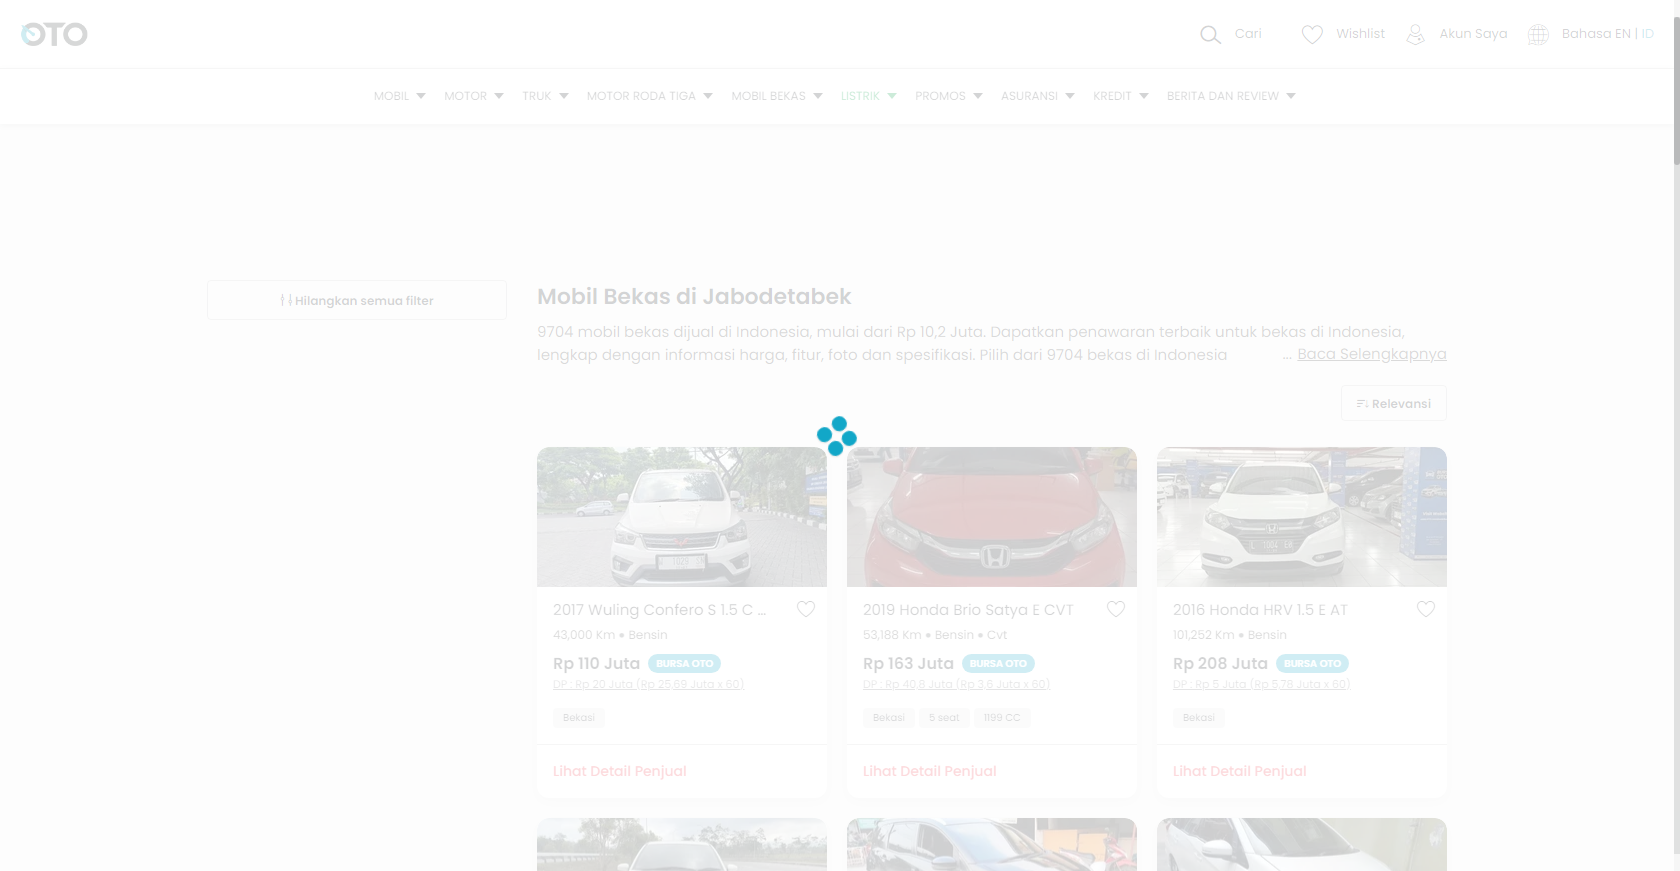 OTO
Cari
Wishlist
Akun Saya
Bahasa EN | ID
MOBIL
MOTOR
TRUK
MOTOR RODA TIGA
MOBIL BEKAS
LISTRIK
PROMOS
ASURANSI
KREDIT
BERITA DAN REVIEW
Hilangkan semua filter
Mobil Bekas di Jabodetabek
9704 mobil bekas dijual di Indonesia, mulai dari Rp 10,2 Juta. Dapatkan penawaran terbaik untuk bekas di Indonesia,
lengkap dengan informasi harga, fitur, foto dan spesifikasi. Pilih dari 9704 bekas di Indonesia ... Baca Selengkapnya
Relevansi
2017 Wuling Confero S 1.5 C ...
43,000 Km • Bensin
Rp 110 Juta BURSA OTO
DP : Rp 20 Juta (Rp 25,69 Juta x 60)
Bekasi
Lihat Detail Penjual
2019 Honda Brio Satya E CVT
53,188 Km • Bensin • Cvt
Rp 163 Juta BURSA OTO
DP : Rp 40,8 Juta (Rp 3,6 Juta x 60)
Bekasi 5 seat 1199 CC
Lihat Detail Penjual
2016 Honda HRV 1.5 E AT
101,252 Km • Bensin
Rp 208 Juta BURSA OTO
DP : Rp 5 Juta (Rp 5,78 Juta x 60)
Bekasi
Lihat Detail Penjual